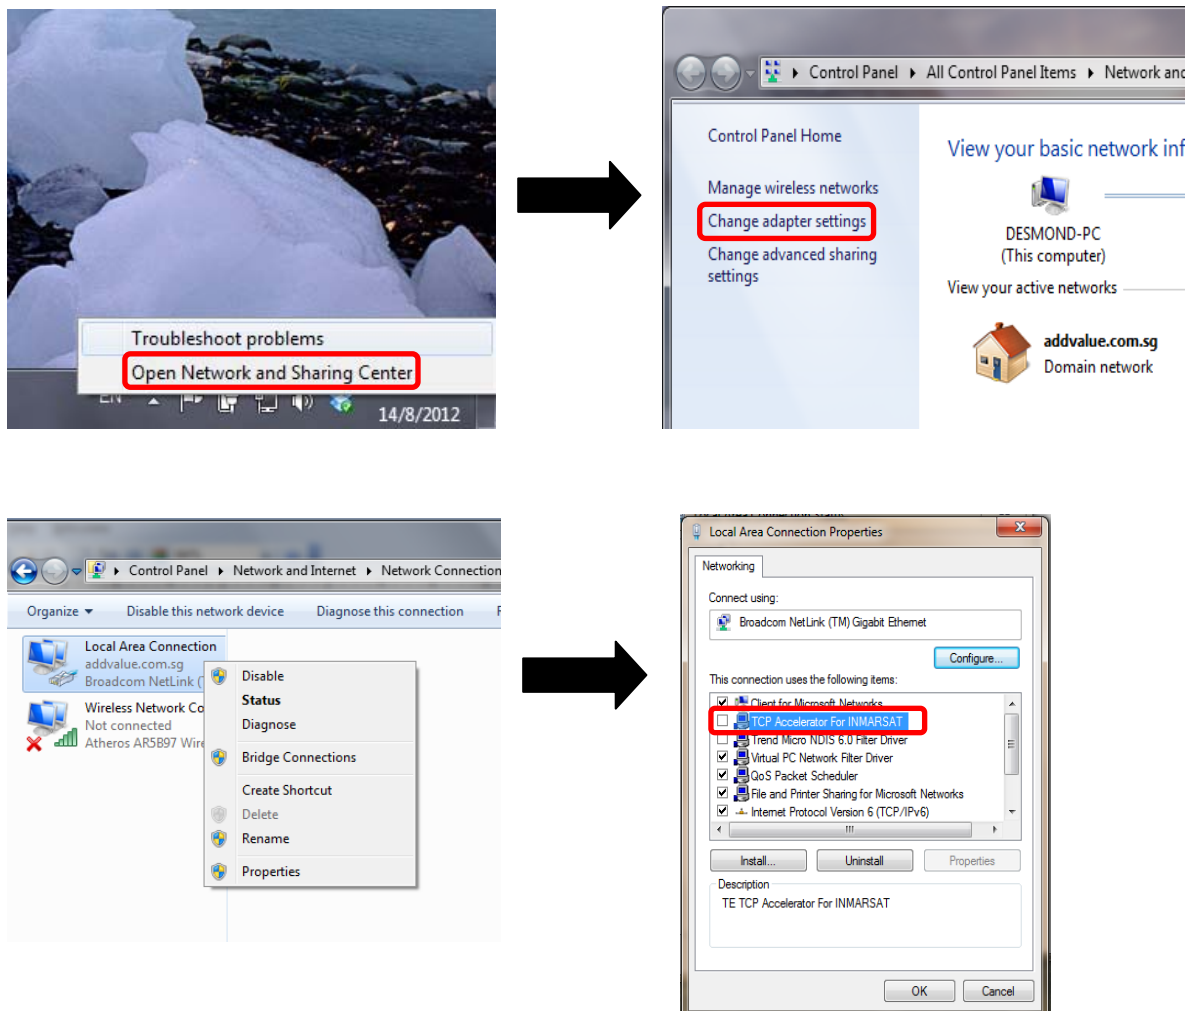 Troubleshoot problems
Open Network and Sharing Center
EN
14/8/2012
Control Panel ▸ All Control Panel Items ▸ Network and
Control Panel Home
Manage wireless networks
Change adapter settings
Change advanced sharing
settings
View your basic network inf
DESMOND-PC
(This computer)
View your active networks
addvalue.com.sg
Domain network
Control Panel ▸ Network and Internet ▸ Network Connection
Organize Disable this network device Diagnose this connection
Local Area Connection
addvalue.com.sg
Broadcom NetLink (
Wireless Network Co
Not connected
Atheros AR5B97 Wire
Disable
Status
Diagnose
Bridge Connections
Create Shortcut
Delete
Rename
Properties
Local Area Connection Properties
Networking
Connect using:
Broadcom NetLink (TM) Gigabit Ethernet
Configure...
This connection uses the following items:
Client for Microsoft Networks
TCP Accelerator For INMARSAT
Trend Micro NDIS 6.0 Filter Driver
Virtual PC Network Filter Driver
QoS Packet Scheduler
File and Printer Sharing for Microsoft Networks
Internet Protocol Version 6 (TCP/IPv6)
Install... Uninstall Properties
Description
TE TCP Accelerator For INMARSAT
OK Cancel